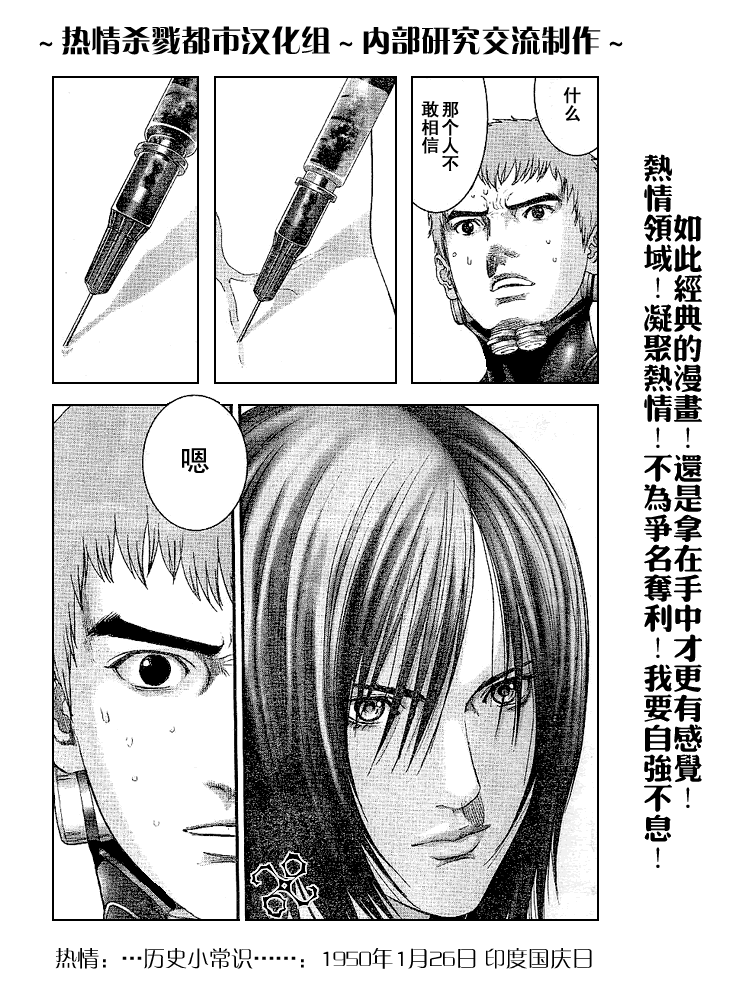 ~热情杀戮都市汉化组~内部研究交流制作~
什么
那个人不
敢相信
嗯
如此經典的漫畫！還是拿在手中才更有感覺！
熱情領域！凝聚熱情！不為爭名奪利！我要自強不息！
热情：…历史小常识……：1950年1月26日 印度国庆日